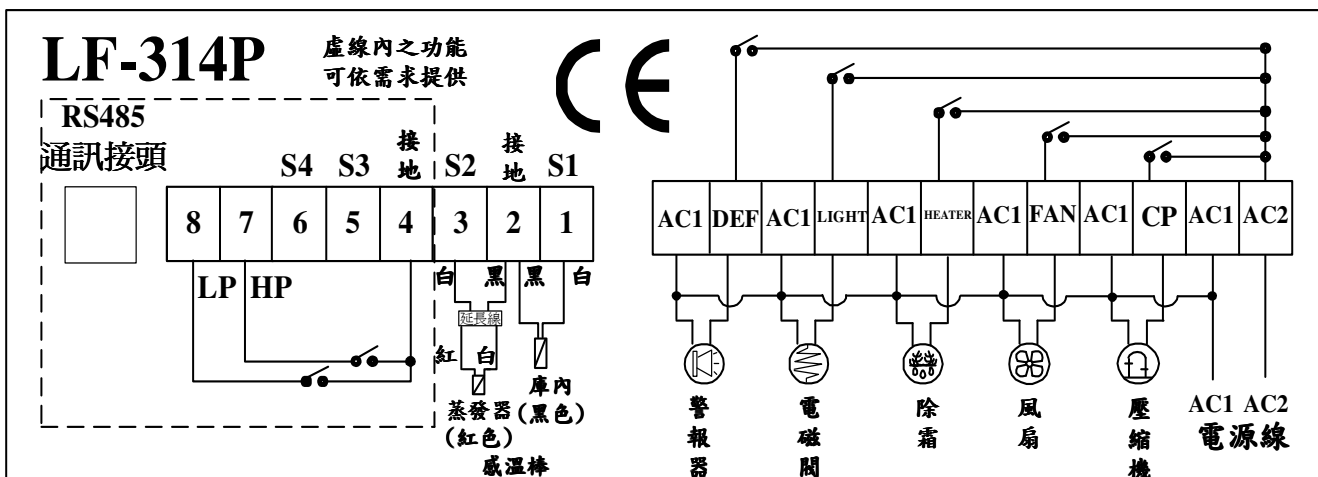 LF-314P
虛線內之功能
可依需求提供
CE
RS485
通訊接頭
S4 S3 接地 S2 接地 S1
8 7 6 5 4 3 2 1
LP HP
白 黑 黑 白
延長線
紅 白
蒸發器
(紅色)
庫內
(黑色)
感溫棒
AC1 DEF AC1 LIGHT AC1 HEATER AC1 FAN AC1 CP AC1 AC2
警報器
電磁閥
除霜
風扇
壓縮機
AC1 AC2
電源線